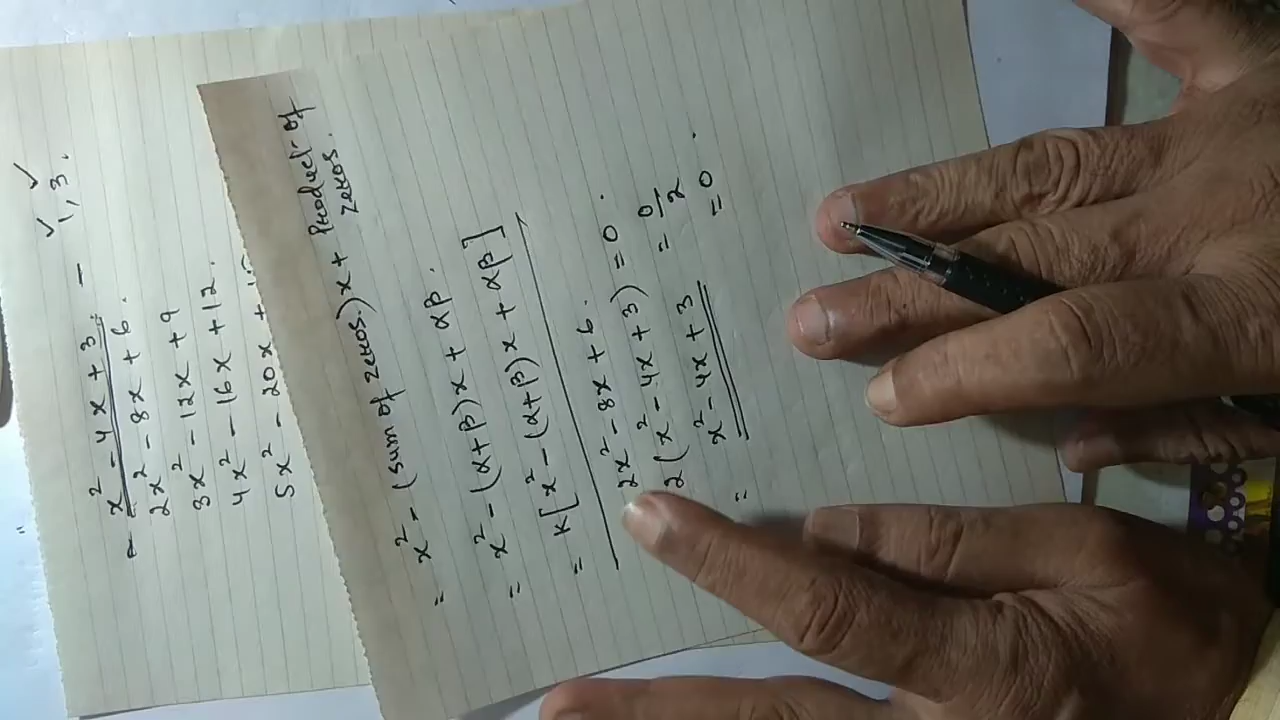 x² - 4x + 3 - 1, 3.
2x² - 8x + 6.
3x² - 12x + 9
4x² - 16x + 12.
5x² - 20x +
= x² - (sum of zeros.)x + Product of
zeros.
= x² - (α+β)x + αβ.
= K[x² - (α+β)x + αβ]
2x² - 8x + 6.
2(x² - 4x + 3) = 0.
x² - 4x + 3 = 0/2
= = 0.